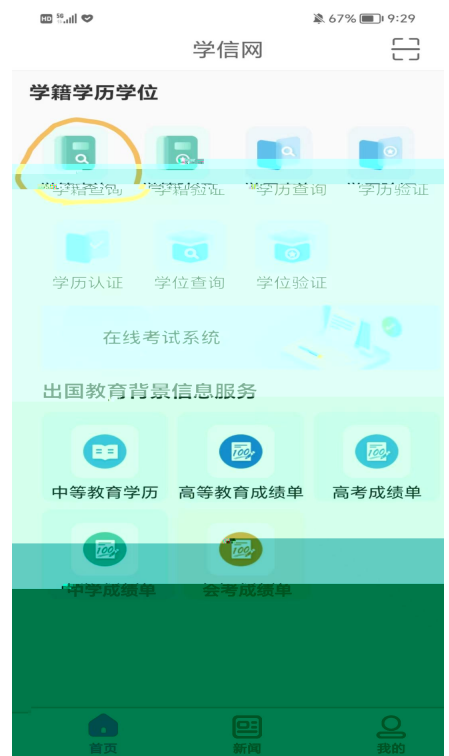 HD 5G 67% 9:29
学信网
学籍学历学位
学籍查询 学籍验证 学历查询 学历验证
学历认证 学位查询 学位验证
在线考试系统
出国教育背景信息服务
中等教育学历 高等教育成绩单 高考成绩单
中学成绩单 会考成绩单
首页 新闻 我的